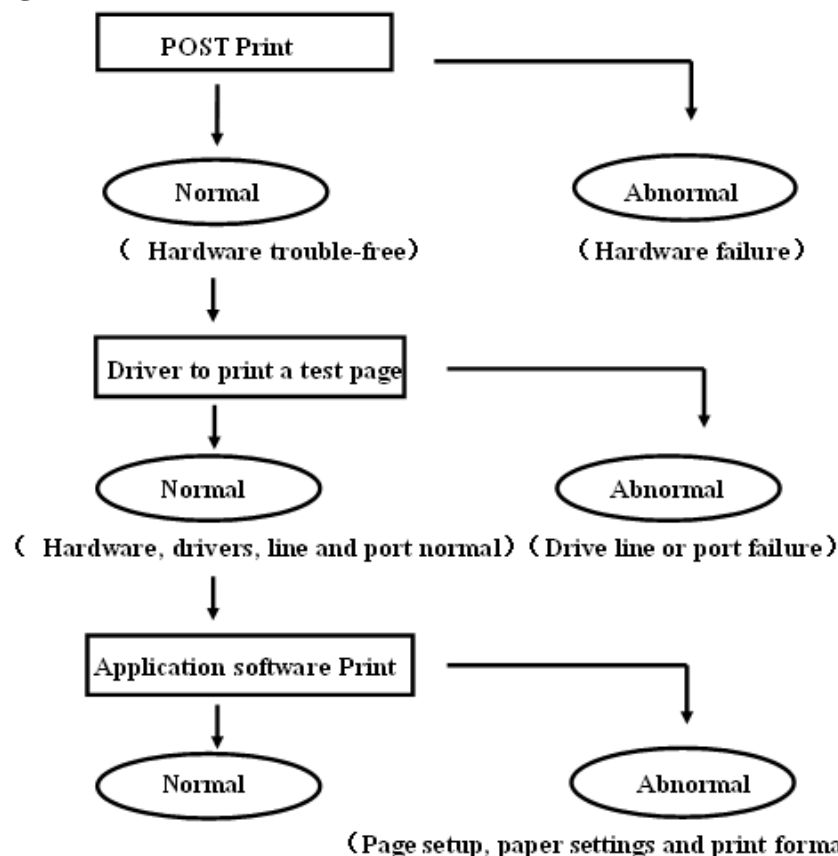 POST Print
Normal
Abnormal
( Hardware trouble-free)
(Hardware failure)
Driver to print a test page
Normal
Abnormal
( Hardware, drivers, line and port normal)
(Drive line or port failure)
Application software Print
Normal
Abnormal
(Page setup, paper settings and print forma